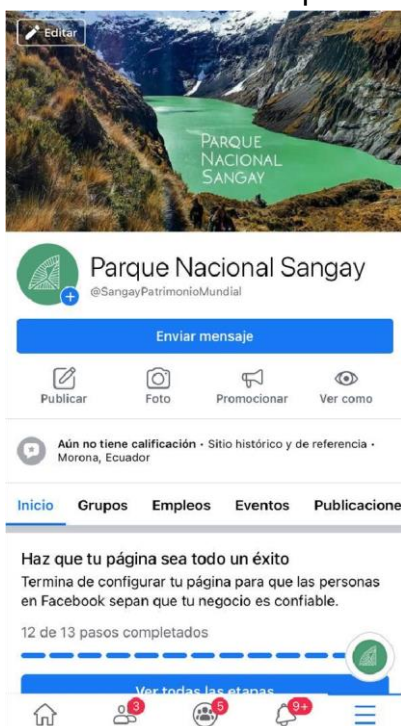 Editar
PARQUE
NACIONAL
SANGAY
Parque Nacional Sangay
@SangayPatrimonioMundial
Enviar mensaje
Publicar Foto Promocionar Ver como
Aún no tiene calificación · Sitio histórico y de referencia ·
Morona, Ecuador
Inicio Grupos Empleos Eventos Publicacione
Haz que tu página sea todo un éxito
Termina de configurar tu página para que las personas
en Facebook sepan que tu negocio es confiable.
12 de 13 pasos completados
Ver todas las etapas
3 5 9+